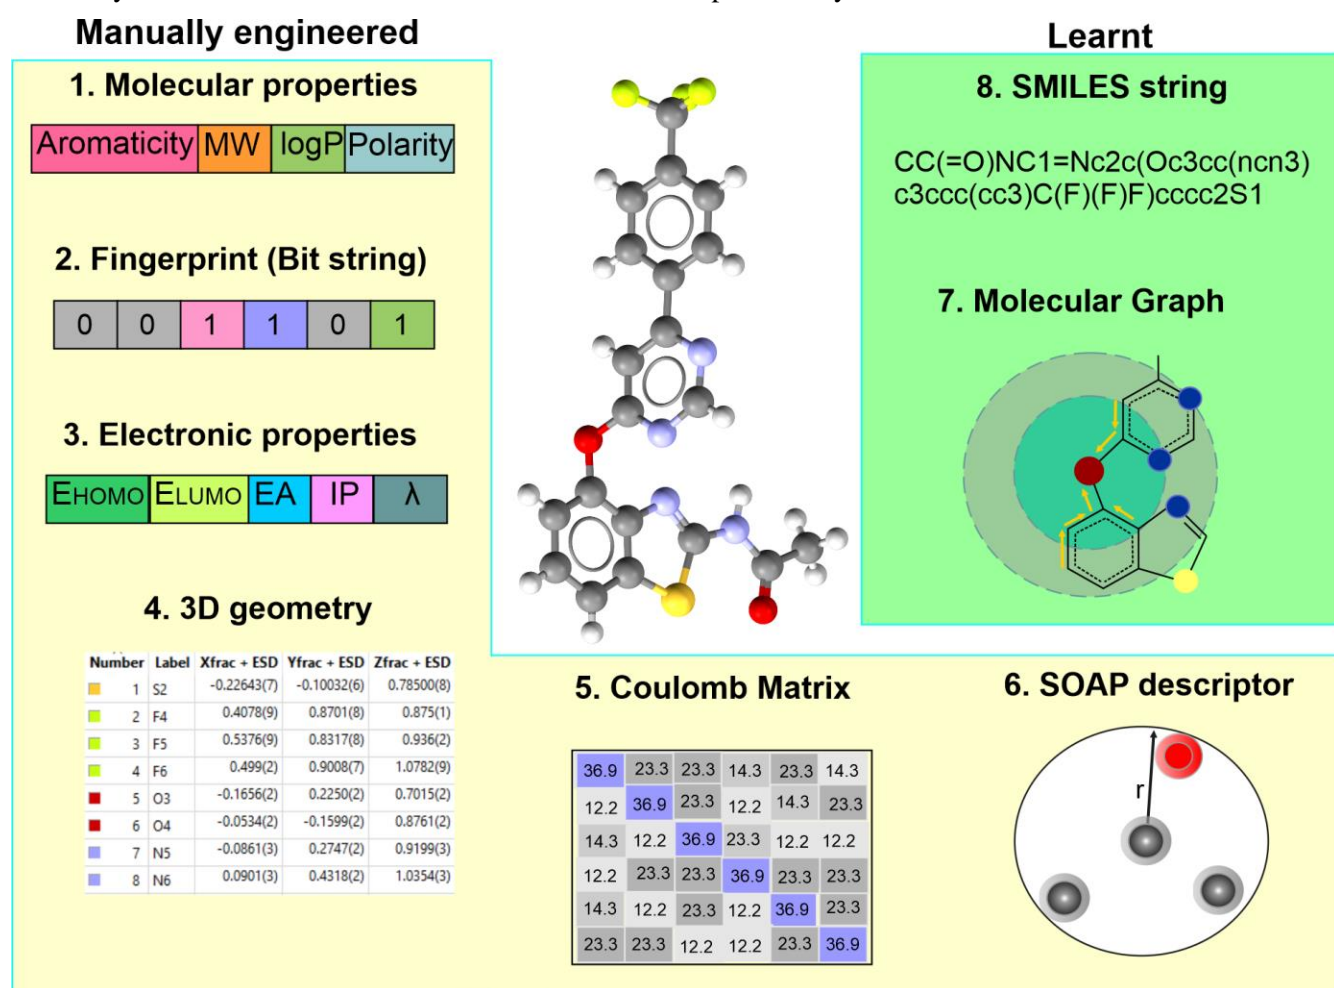 Manually engineered
Learnt
1. Molecular properties
Aromaticity MW logP Polarity
2. Fingerprint (Bit string)
0 0 1 1 0 1
3. Electronic properties
EHOMO ELUMO EA IP λ
4. 3D geometry
Number Label Xfrac + ESD Yfrac + ESD Zfrac + ESD
1 S2 -0.22643(7) -0.10032(6) 0.78500(8)
2 F4 0.4078(9) 0.8701(8) 0.875(1)
3 F5 0.5376(9) 0.8317(8) 0.936(2)
4 F6 0.499(2) 0.9008(7) 1.0782(9)
5 O3 -0.1656(2) 0.2250(2) 0.7015(2)
6 O4 -0.0534(2) -0.1599(2) 0.8761(2)
7 N5 -0.0861(3) 0.2747(2) 0.9199(3)
8 N6 0.0901(3) 0.4318(2) 1.0354(3)
5. Coulomb Matrix
36.9 23.3 23.3 14.3 23.3 14.3
12.2 36.9 23.3 12.2 14.3 23.3
14.3 12.2 36.9 23.3 12.2 12.2
12.2 23.3 23.3 36.9 23.3 23.3
14.3 12.2 23.3 12.2 36.9 23.3
23.3 23.3 12.2 12.2 23.3 36.9
6. SOAP descriptor
r
8. SMILES string
CC(=O)NC1=Nc2c(Oc3cc(ncn3)
c3ccc(cc3)C(F)(F)F)cccc2S1
7. Molecular Graph